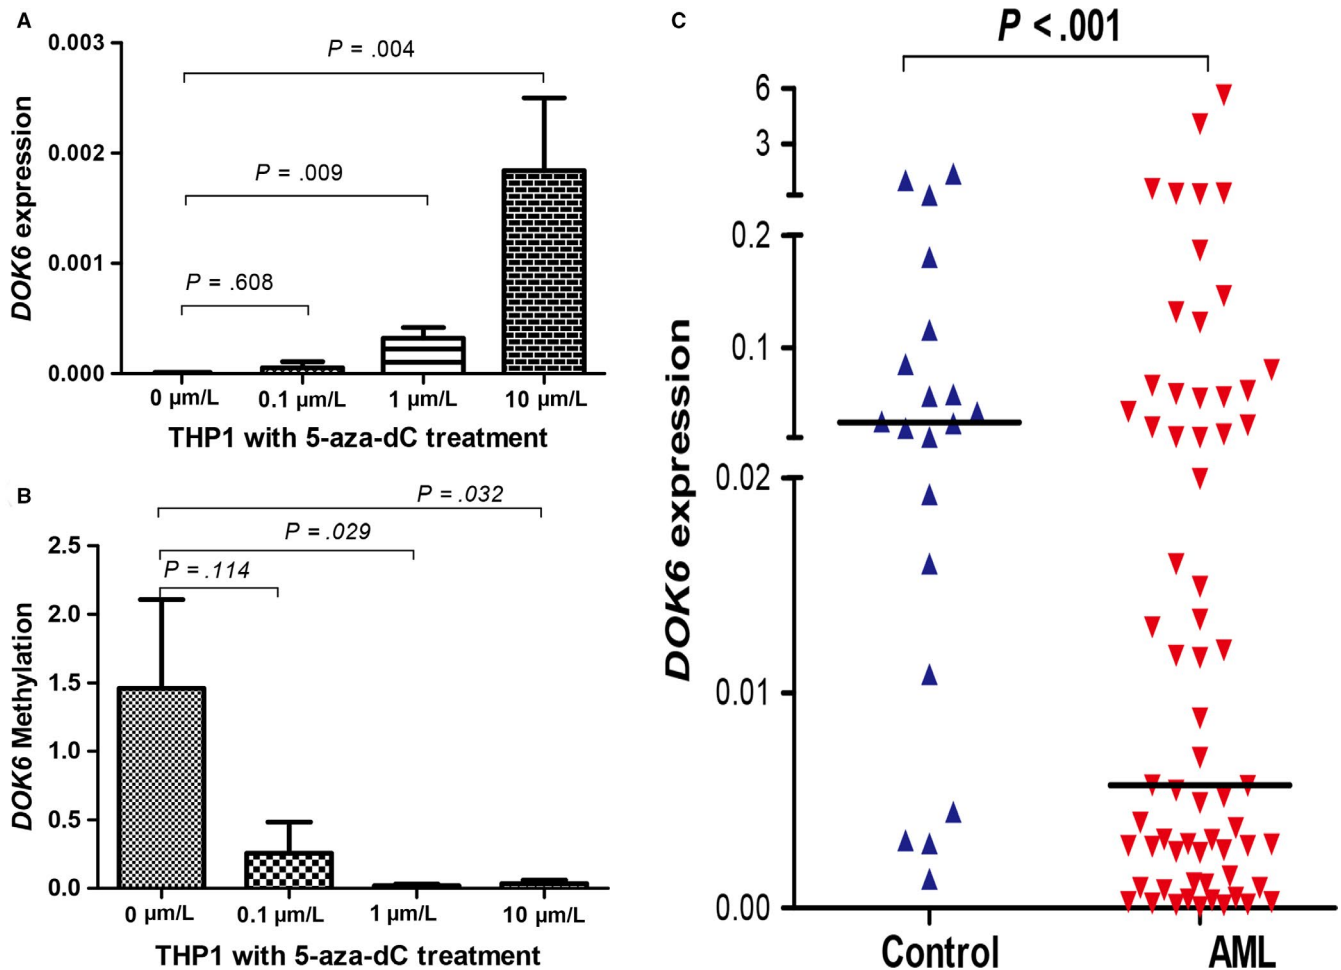 A
0.003
0.002
0.001
0.000
DOK6 expression
P = .004
P = .009
P = .608
0 µm/L 0.1 µm/L 1 µm/L 10 µm/L
THP1 with 5-aza-dC treatment
B
2.5
2.0
1.5
1.0
0.5
0.0
DOK6 Methylation
P = .032
P = .029
P = .114
0 µm/L 0.1 µm/L 1 µm/L 10 µm/L
THP1 with 5-aza-dC treatment
C
P < .001
6
3
0.2
0.1
0.02
0.01
0.00
DOK6 expression
Control AML